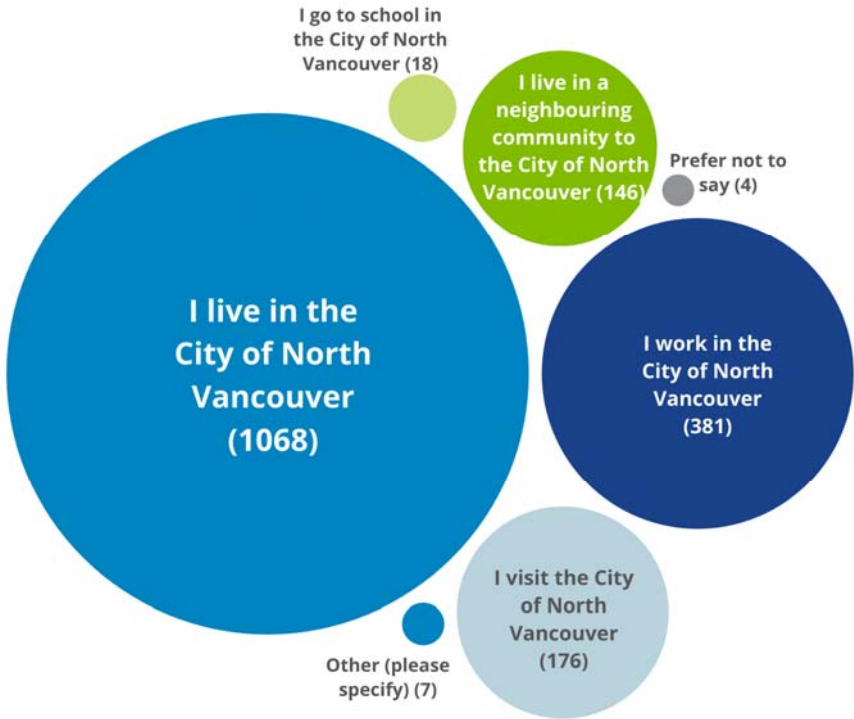 I go to school in
the City of North
Vancouver (18)
I live in a
neighbouring
community to
the City of North
Vancouver (146)
Prefer not to
say (4)
I live in the
City of North
Vancouver
(1068)
I work in the
City of North
Vancouver
(381)
I visit the City
of North
Vancouver
(176)
Other (please
specify) (7)